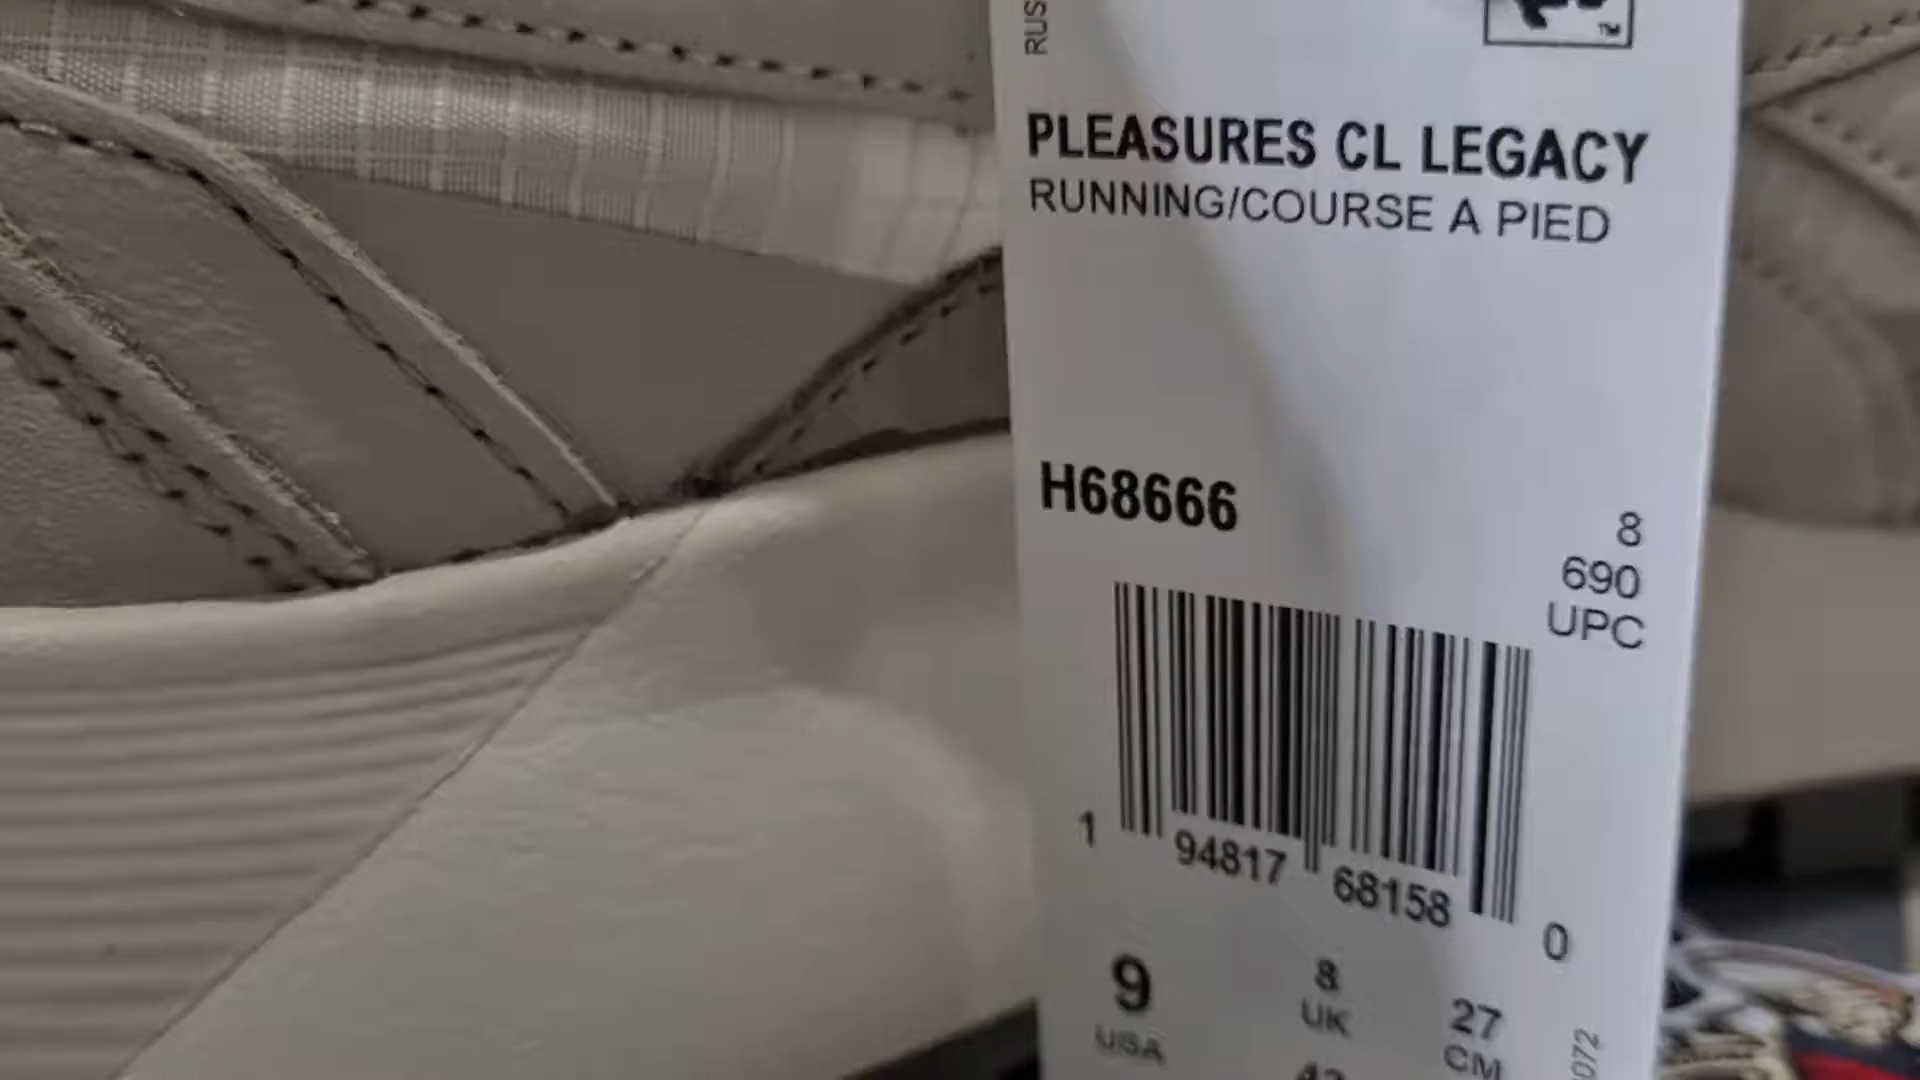 RUS
TM
PLEASURES CL LEGACY
RUNNING/COURSE A PIED
H68666
8
690
UPC
1 94817 68158 0
9 8 27
USA UK CM
42
072